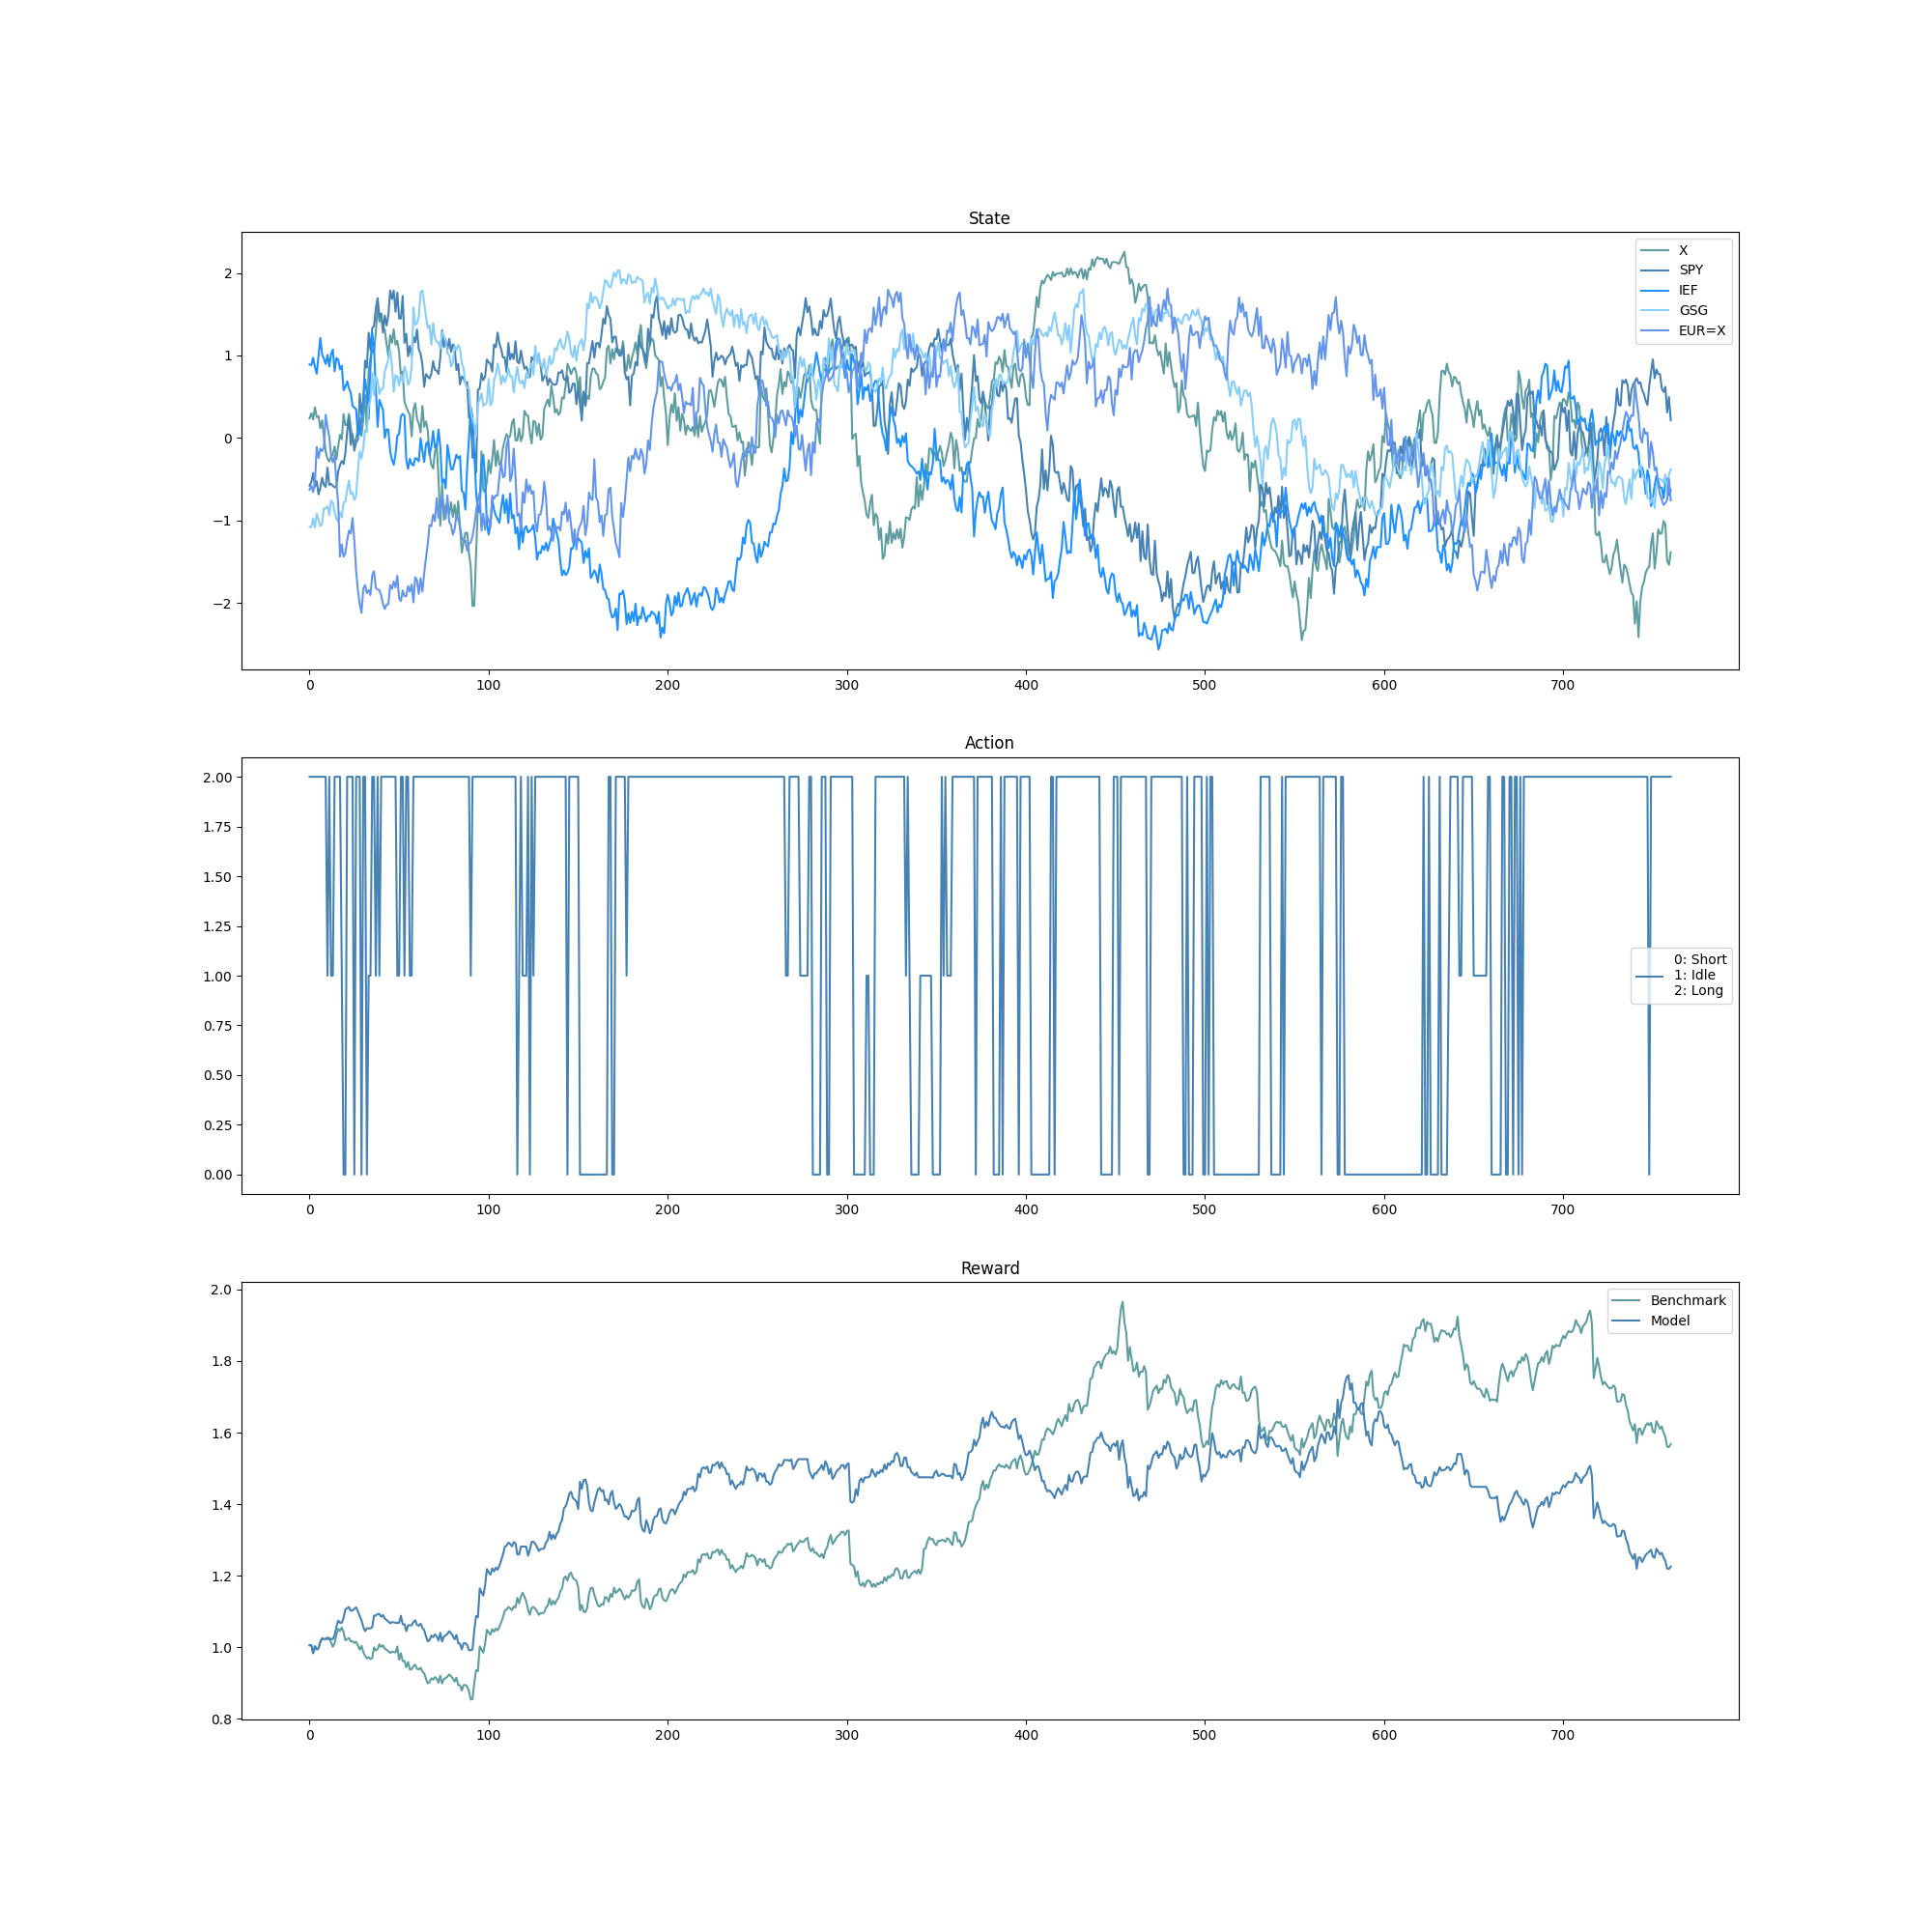 State
2
1
0
−1
−2
X
SPY
IEF
GSG
EUR=X
0 100 200 300 400 500 600 700
Action
2.00
1.75
1.50
1.25
1.00
0.75
0.50
0.25
0.00
0: Short
1: Idle
2: Long
0 100 200 300 400 500 600 700
Reward
2.0
1.8
1.6
1.4
1.2
1.0
0.8
Benchmark
Model
0 100 200 300 400 500 600 700